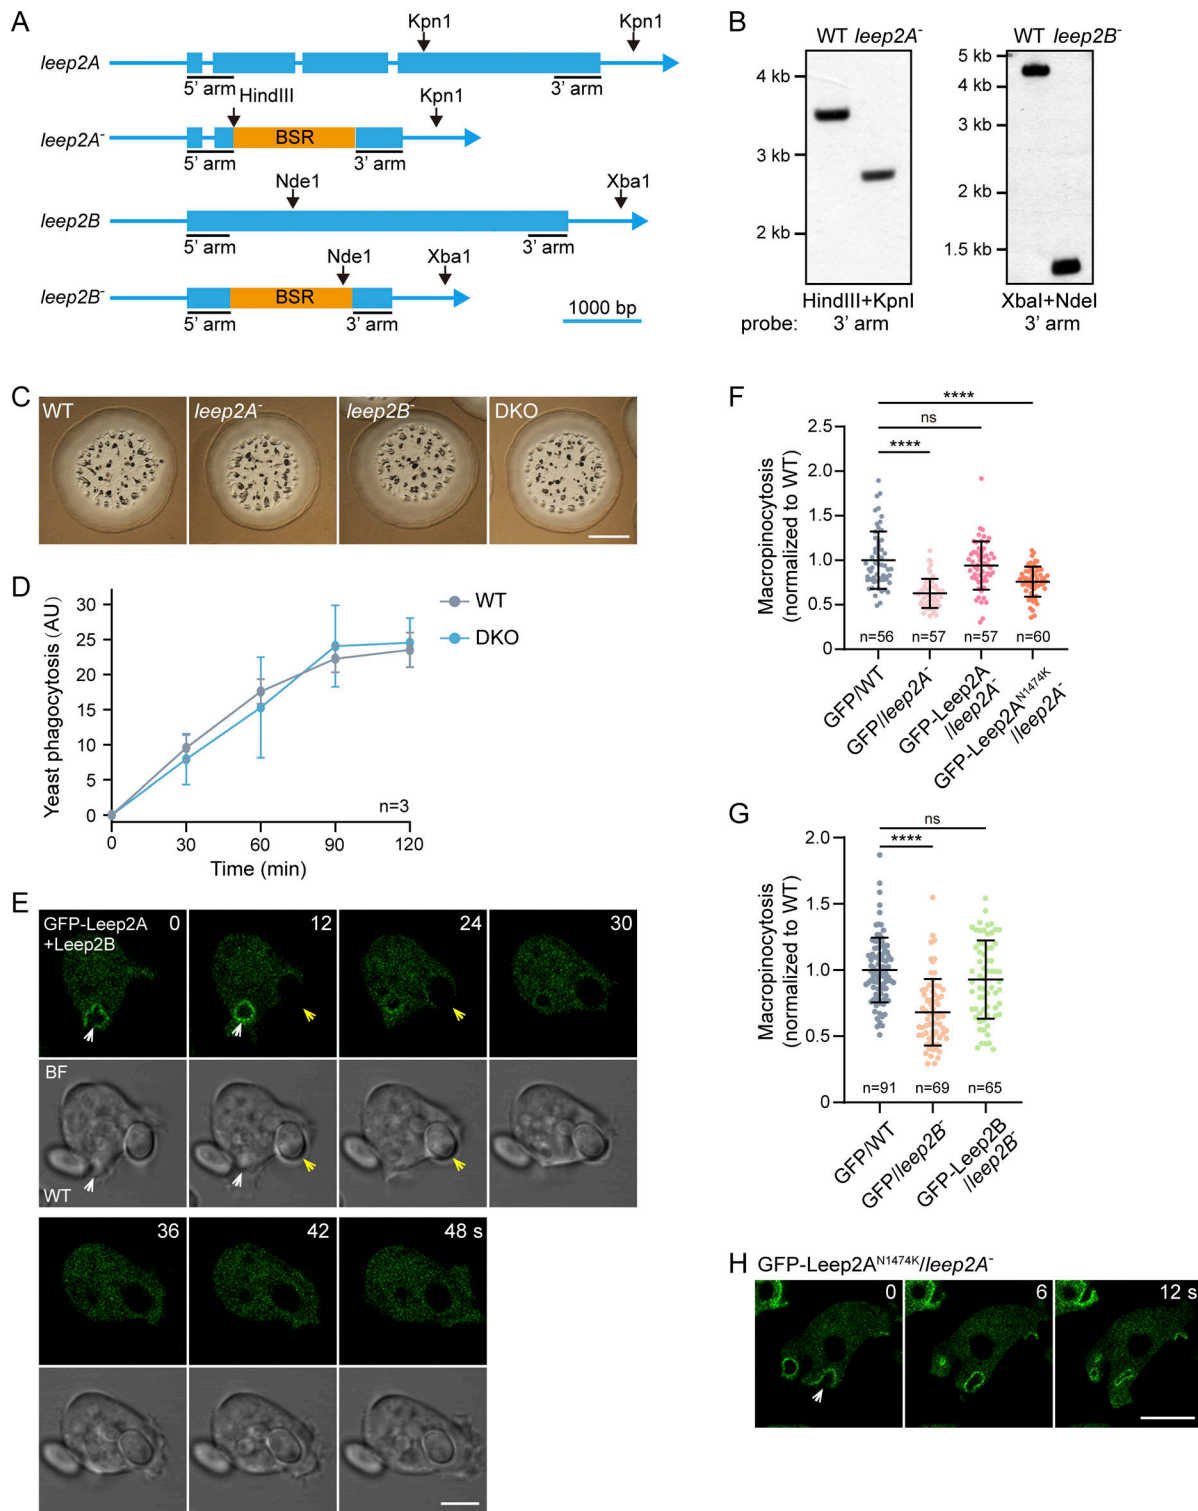 A
Kpn1 Kpn1
leep2A
5' arm 3' arm
HindIII Kpn1
leep2A-
BSR
5' arm 3' arm
Nde1 Xba1
leep2B
5' arm 3' arm
Nde1 Xba1
leep2B-
BSR
5' arm 3' arm
1000 bp
B
WT leep2A-
4 kb
3 kb
2 kb
HindIII+KpnI
probe: 3' arm
WT leep2B-
5 kb
4 kb
3 kb
2 kb
1.5 kb
XbaI+NdeI
3' arm
C
WT leep2A- leep2B- DKO
D
Yeast phagocytosis (AU)
30
25
20
15
10
5
0
0 30 60 90 120
Time (min)
n=3
WT
DKO
E
GFP-Leep2A
+Leep2B
0 12 24 30
BF
WT
36 42 48 s
F
Macropinocytosis
(normalized to WT)
2.5
2.0
1.5
1.0
0.5
0
****
ns
****
n=56 n=57 n=57 n=60
GFP/WT
GFP/leep2A-
GFP-Leep2A
/leep2A-
GFP-Leep2AN1474K
/leep2A-
G
Macropinocytosis
(normalized to WT)
2.0
1.5
1.0
0.5
0
ns
****
n=91 n=69 n=65
GFP/WT
GFP/leep2B-
GFP-Leep2B
/leep2B-
H
GFP-Leep2AN1474K/leep2A-
0 6 12 s